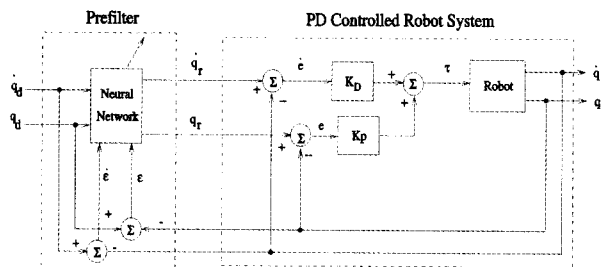 Prefilter
PD Controlled Robot System
q̇d
qd
Neural
Network
q̇r
qr
ė
e
KD
Kp
τ
Robot
q̇
q
ε̇
ε
Σ
Σ
Σ
Σ
Σ
+
-
+
--
+
+
+
-
+
-